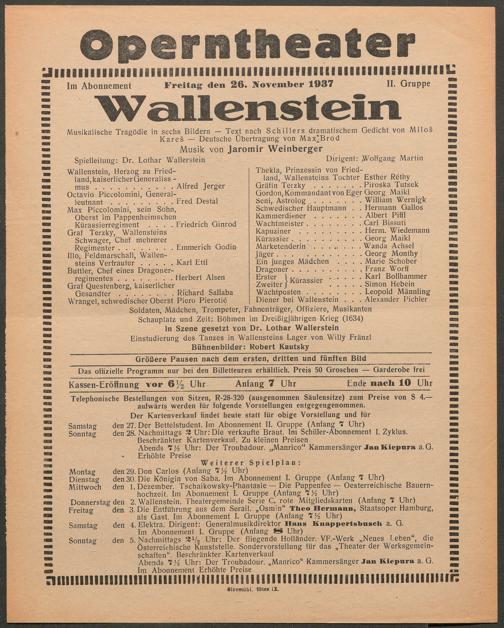 Operntheater
Im Abonnement Freitag den 26. November 1937 II. Gruppe
Wallenstein
Musikalische Tragödie in sechs Bildern — Text nach Schillers dramatischem Gedicht von Miloš
Kareš — Deutsche Übertragung von Max Brod
Musik von Jaromir Weinberger
Spielleitung: Dr. Lothar Wallerstein Dirigent: Wolfgang Martin
Wallenstein, Herzog zu Fried-
land, kaiserlicher Generalissi-
mus . . . . . . . . . Alfred Jerger
Octavio Piccolomini, General-
leutnant . . . . . . . Fred Destal
Max Piccolomini, sein Sohn,
Oberst im Pappenheimschen
Kürassierregiment . . . . Friedrich Ginrod
Graf Terzky, Wallensteins
Schwager, Chef mehrerer
Regimenter . . . . . . Emmerich Godin
Illo, Feldmarschall, Wallen-
steins Vertrauter . . . . Karl Ettl
Buttler, Chef eines Dragoner-
regimentes . . . . . . Herbert Alsen
Graf Questenberg, kaiserlicher
Gesandter . . . . . . Richard Sallaba
Wrangel, schwedischer Oberst Piero Pierotić
Thekla, Prinzessin von Fried-
land, Wallensteins Tochter Esther Réthy
Gräfin Terzky . . . . . . Piroska Tutsek
Gordon, Kommandant von Eger Georg Maikl
Seni, Astrolog . . . . . . William Wernigk
Schwedischer Hauptmann . . Hermann Gallos
Kammerdiener . . . . . . Albert Piffl
Wachtmeister . . . . . . Carl Bissuti
Kapuziner . . . . . . . Herm. Wiedemann
Kürassier . . . . . . . Georg Maikl
Marketenderin . . . . . . Wanda Achsel
Jäger . . . . . . . . . Georg Monthy
Ein junges Mädchen . . . . Marie Schober
Dragoner . . . . . . . . Franz Worff
Erster } Kürassier . . . . Karl Bollhammer
Zweiter } . . . . Simon Hebein
Wachtposten . . . . . . Leopold Mämling
Diener bei Wallenstein . . . Alexander Pichler
Soldaten, Mädchen, Trompeter, Fahnenträger, Offiziere, Musikanten
Schauplatz und Zeit: Böhmen im Dreißigjährigen Krieg (1634)
In Szene gesetzt von Dr. Lothar Wallerstein
Einstudierung des Tanzes in Wallensteins Lager von Willy Fränzl
Bühnenbilder: Robert Kautsky
Größere Pausen nach dem ersten, dritten und fünften Bild
Das offizielle Programm nur bei den Billetteuren erhältlich. Preis 50 Groschen — Garderobe frei
Kassen-Eröffnung vor 6½ Uhr Anfang 7 Uhr Ende nach 10 Uhr
Telephonische Bestellungen von Sitzen, R-28-320 (ausgenommen Säulensitze) zum Preise von S 4.—
aufwärts werden für folgende Vorstellungen entgegengenommen.
Der Kartenverkauf findet heute statt für obige Vorstellung und für
Samstag den 27. Der Bettelstudent. Im Abonnement II. Gruppe (Anfang 7 Uhr)
Sonntag den 28. Nachmittags 2 Uhr: Die verkaufte Braut. Im Schüler-Abonnement I. Zyklus.
Beschränkter Kartenverkauf. Zu kleinen Preisen
Abends 7½ Uhr: Der Troubadour. „Manrico“ Kammersänger Jan Kiepura a. G.
Erhöhte Preise
Weiterer Spielplan:
Montag den 29. Don Carlos (Anfang 7½ Uhr)
Dienstag den 30. Die Königin von Saba. Im Abonnement I. Gruppe (Anfang 7 Uhr)
Mittwoch den 1. Dezember. Tschaikowsky-Phantasie — Die Puppenfee — Oesterreichische Bauern-
hochzeit. Im Abonnement I. Gruppe (Anfang 7½ Uhr)
Donnerstag den 2. Wallenstein. Theatergemeinde Serie C, rote Mitgliedskarten (Anfang 7 Uhr)
Freitag den 3. Die Entführung aus dem Serail. „Osmin“ Theo Hermann, Staatsoper Hamburg,
als Gast. Im Abonnement I. Gruppe (Anfang 7½ Uhr)
Samstag den 4. Elektra. Dirigent: Generalmusikdirektor Hans Knappertsbusch a. G.
Im Abonnement I. Gruppe (Anfang 8 Uhr)
Sonntag den 5. Nachmittags 2½ Uhr: Der fliegende Holländer. VF.-Werk „Neues Leben“, die
Österreichische Kunststelle. Sondervorstellung für das „Theater der Werksgemein-
schaften“. Beschränkter Kartenverkauf
Abends 7½ Uhr: Der Troubadour. „Manrico“ Kammersänger Jan Kiepura a. G.
Im Abonnement Erhöhte Preise